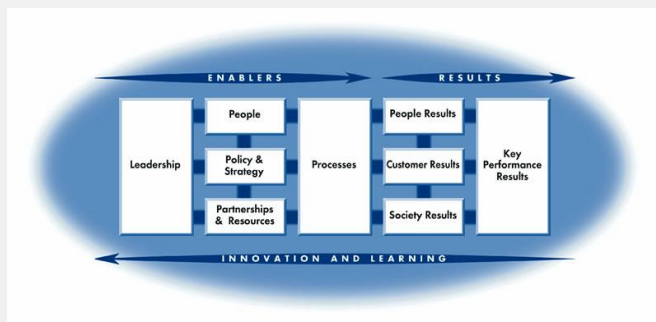 ENABLERS
RESULTS
Leadership
People
Policy &
Strategy
Partnerships
& Resources
Processes
People Results
Customer Results
Society Results
Key
Performance
Results
INNOVATION AND LEARNING